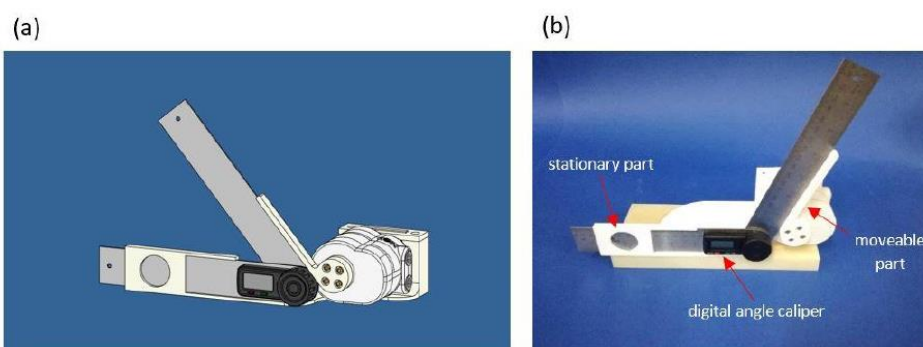 (a)
(b)
stationary part
moveable
part
digital angle caliper